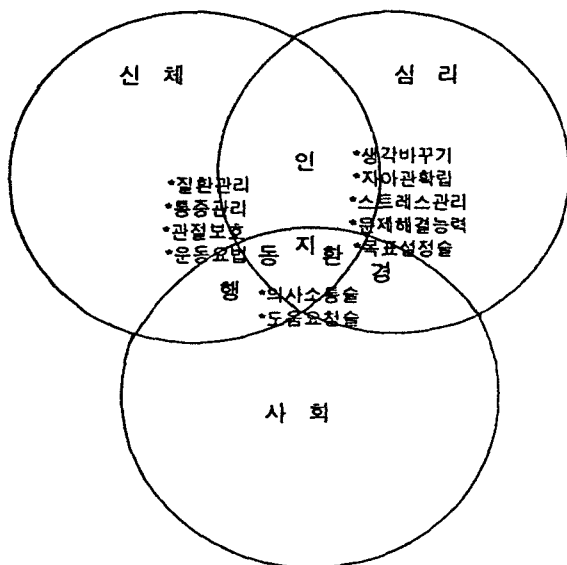 신 체
심 리
인
지
행 동
환 경
*질환관리
*통증관리
*관절보호
*운동요법
*생각바꾸기
*자아관확립
*스트레스관리
*문제해결능력
*목표설정술
*의사소통술
*도움요청술
사 회